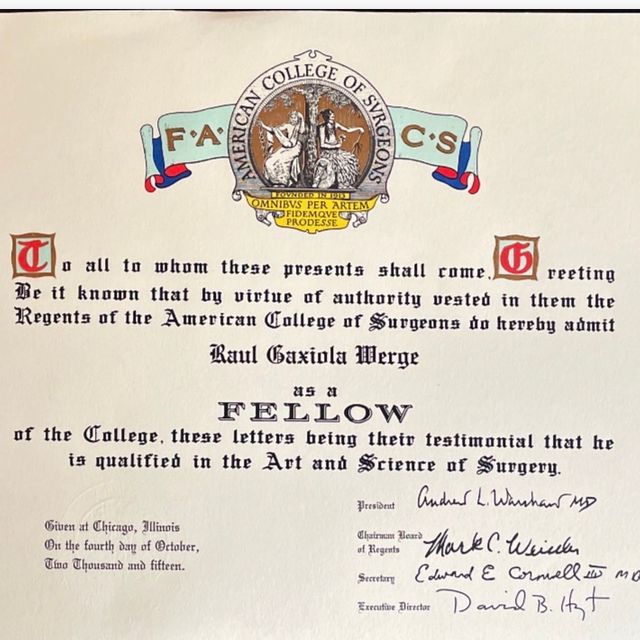 AMERICAN COLLEGE OF SVRGEONS
F·A·
C·S
FOUNDED IN 1913
OMNIBVS PER ARTEM
FIDEMQVE
PRODESSE
To all to whom these presents shall come, Greeting
Be it known that by virtue of authority vested in them the
Regents of the American College of Surgeons do hereby admit
Raul Gaxiola Werge
as a
FELLOW
of the College, these letters being their testimonial that he
is qualified in the Art and Science of Surgery.
Given at Chicago, Illinois
On the fourth day of October,
Two Thousand and fifteen.
President Andrew L. Warshaw MD
Chairman Board
of Regents Mark C. Weissler
Secretary Edward E Cornwell III MD
Executive Director David B. Hoyt